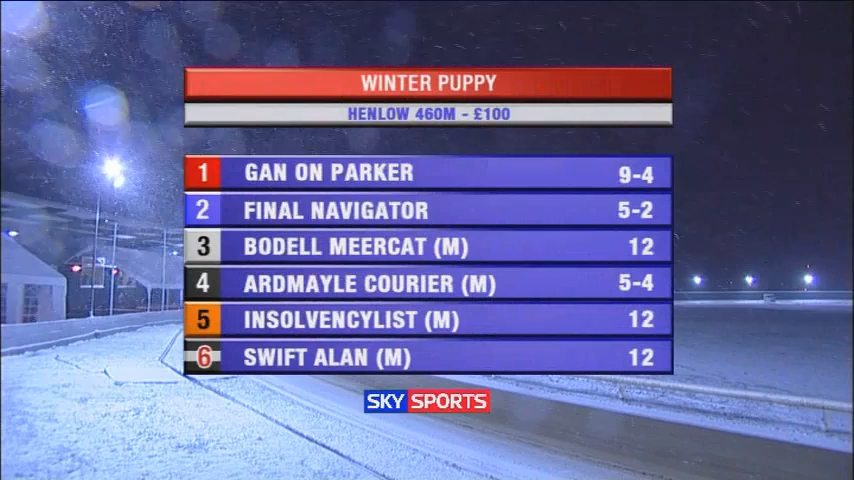 WINTER PUPPY
HENLOW 460M - £100
1 GAN ON PARKER 9-4
2 FINAL NAVIGATOR 5-2
3 BODELL MEERCAT (M) 12
4 ARDMAYLE COURIER (M) 5-4
5 INSOLVENCYLIST (M) 12
6 SWIFT ALAN (M) 12
SKY SPORTS